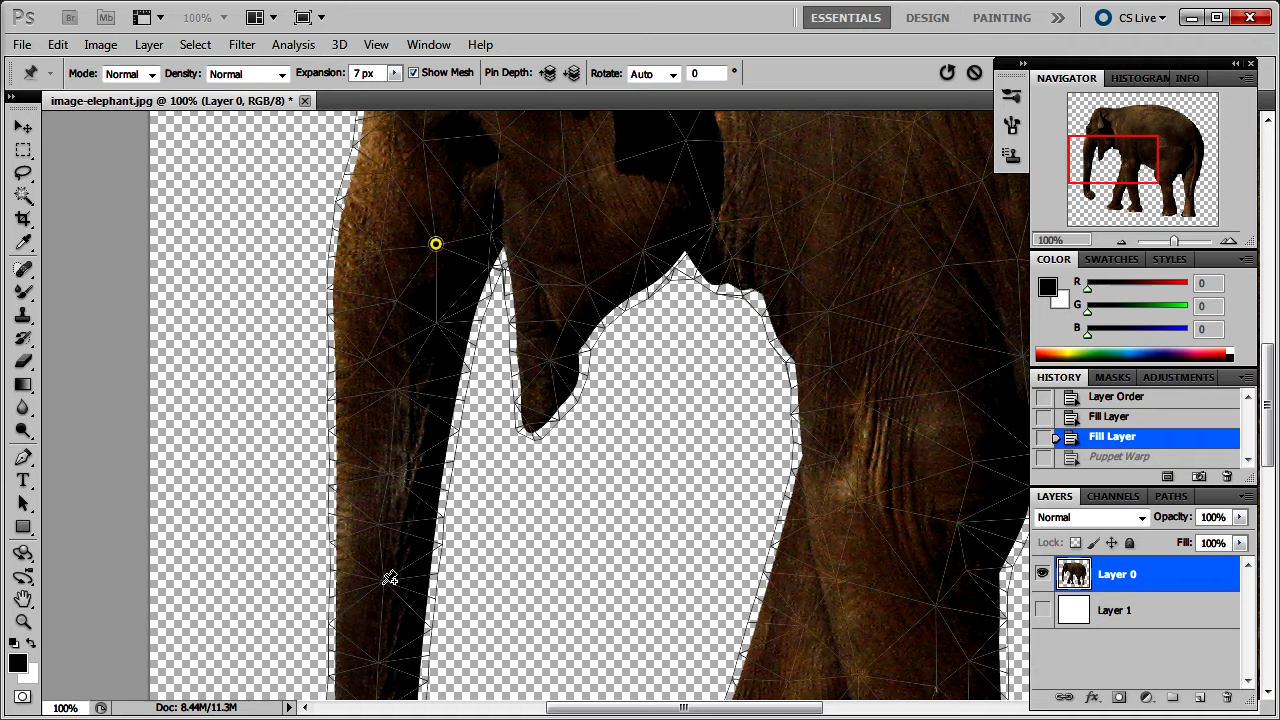 Ps Br Mb 100% ESSENTIALS DESIGN PAINTING CS Live
File Edit Image Layer Select Filter Analysis 3D View Window Help
Mode: Normal Density: Normal Expansion: 7 px Show Mesh Pin Depth: Rotate: Auto 0 °
image-elephant.jpg @ 100% (Layer 0, RGB/8) *
NAVIGATOR HISTOGRAM INFO
100%
COLOR SWATCHES STYLES
R 0
G 0
B 0
HISTORY MASKS ADJUSTMENTS
Layer Order
Fill Layer
Fill Layer
Puppet Warp
LAYERS CHANNELS PATHS
Normal Opacity: 100%
Lock: Fill: 100%
Layer 0
Layer 1
T
100% Doc: 8.44M/11.3M